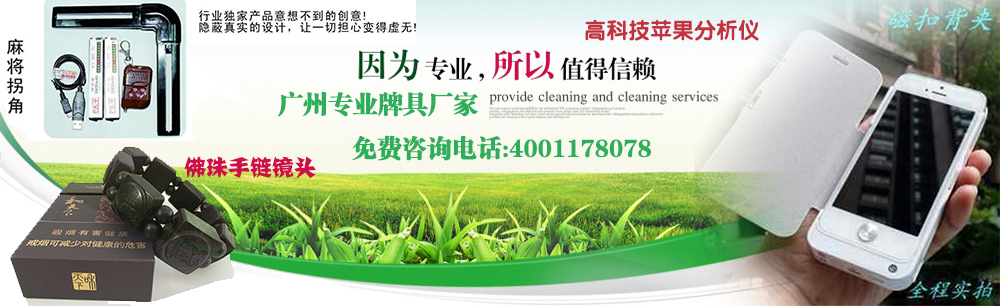 麻将拐角
行业独家产品意想不到的创意!
隐蔽真实的设计，让一切担心变得虚无!
高科技苹果分析仪
磁扣背夹
因为专业,所以值得信赖
广州专业牌具厂家
provide cleaning and cleaning services
免费咨询电话:4001178078
佛珠手链镜头
吸烟有害健康
戒烟可减少对健康的危害
全程实拍